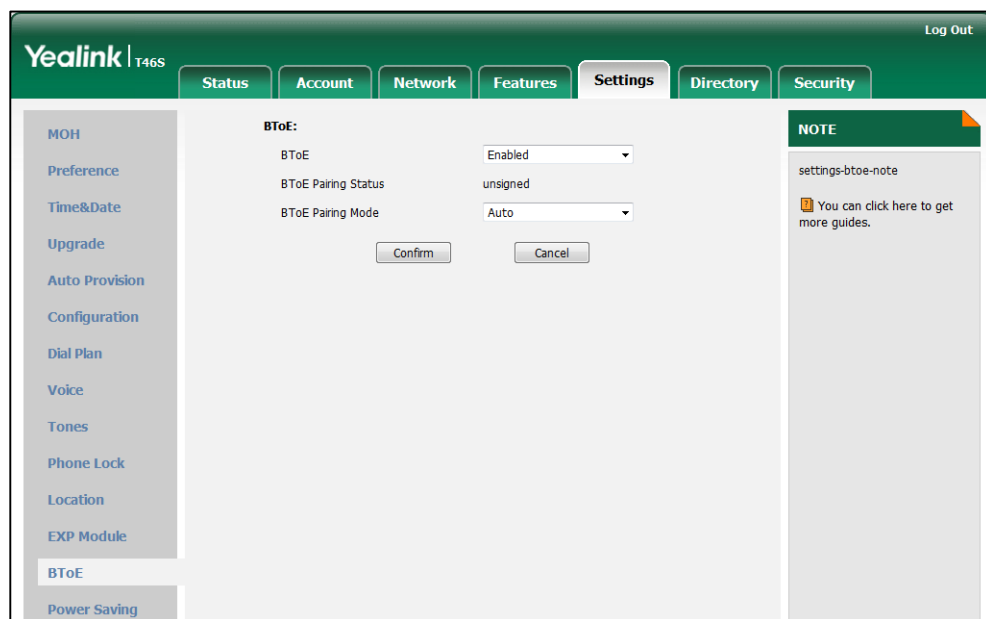 Log Out
Yealink | T46S
Status Account Network Features Settings Directory Security
MOH
Preference
Time&Date
Upgrade
Auto Provision
Configuration
Dial Plan
Voice
Tones
Phone Lock
Location
EXP Module
BToE
Power Saving
BToE:
BToE Enabled
BToE Pairing Status unsigned
BToE Pairing Mode Auto
Confirm Cancel
NOTE
settings-btoe-note
You can click here to get
more guides.